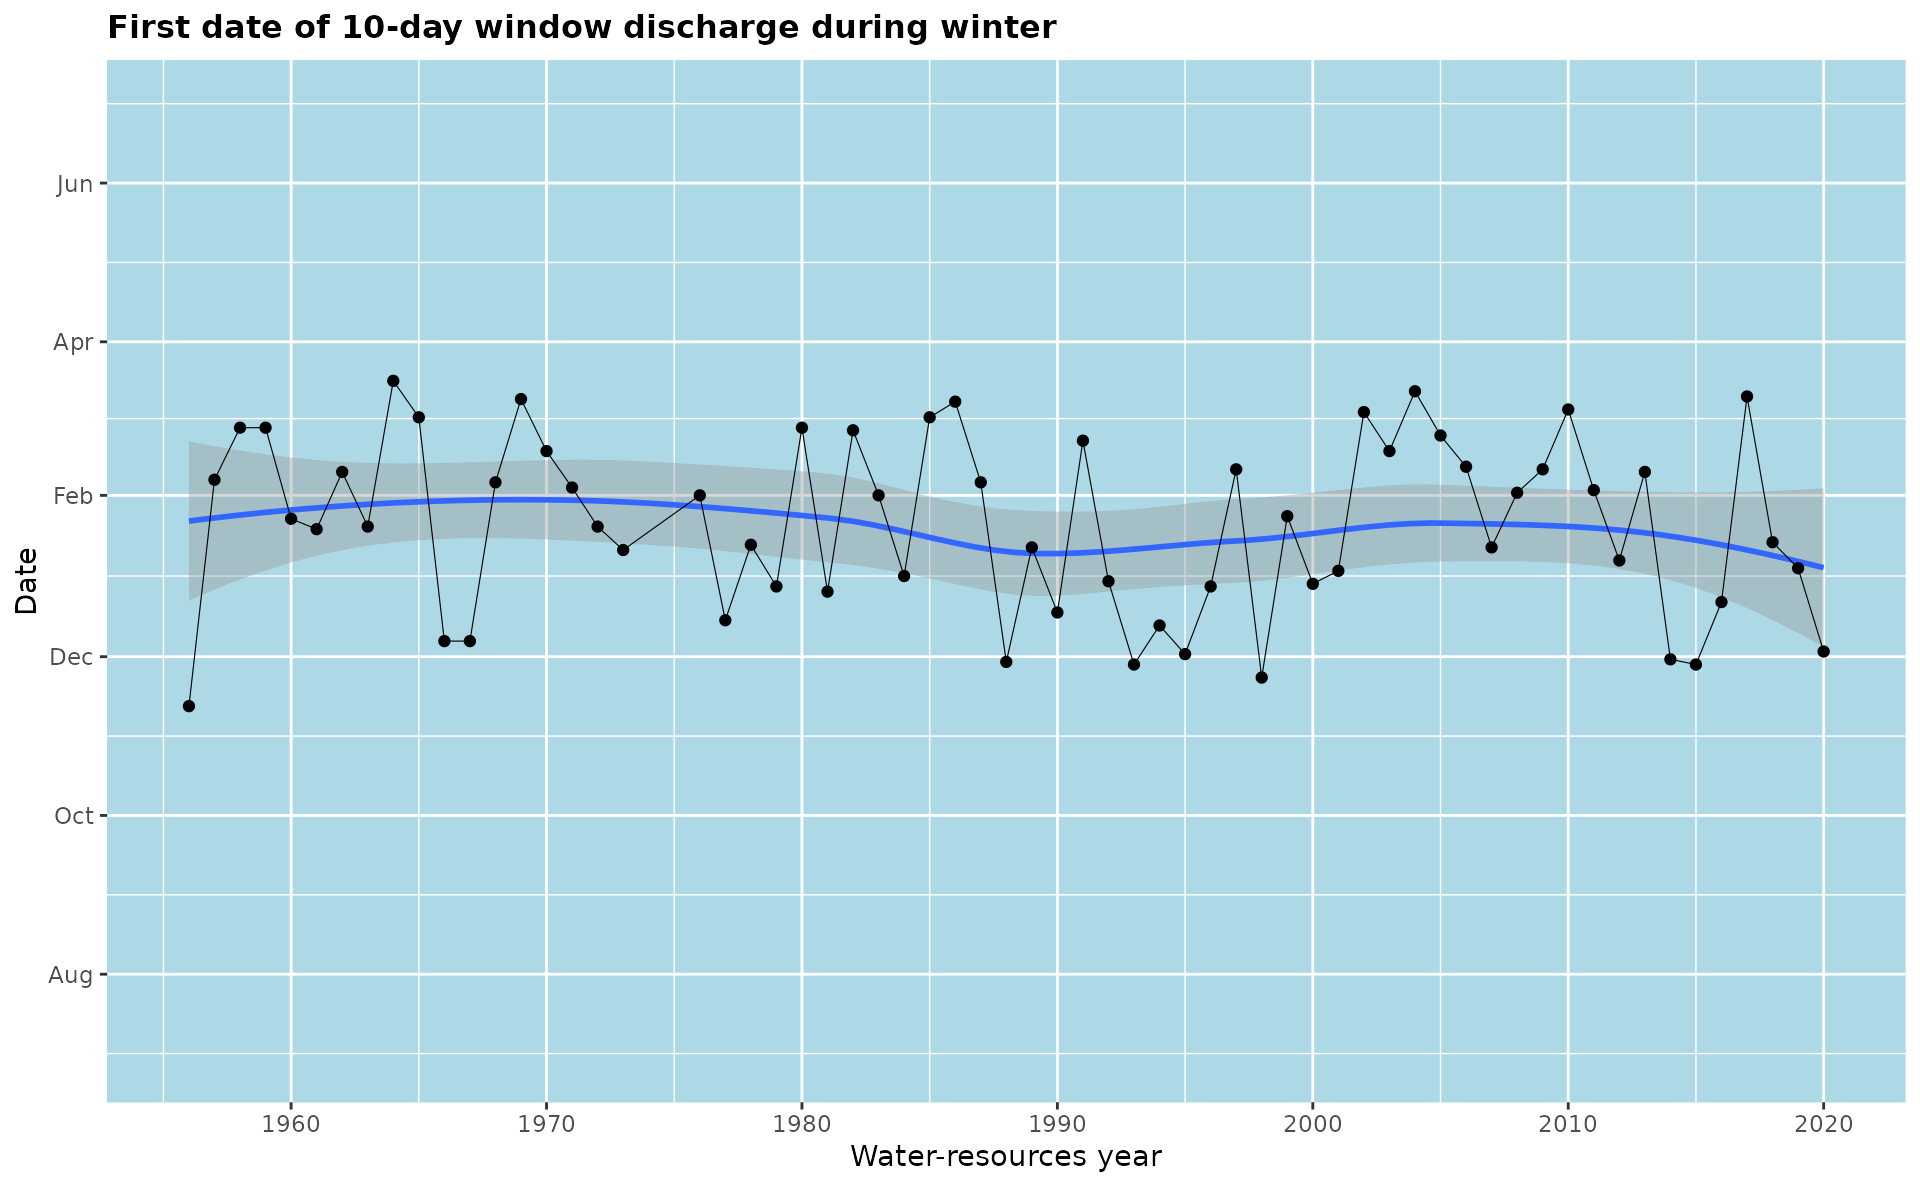 First date of 10-day window discharge during winter
Jun
Apr
Feb
Dec
Oct
Aug
Date
1960 1970 1980 1990 2000 2010 2020
Water-resources year